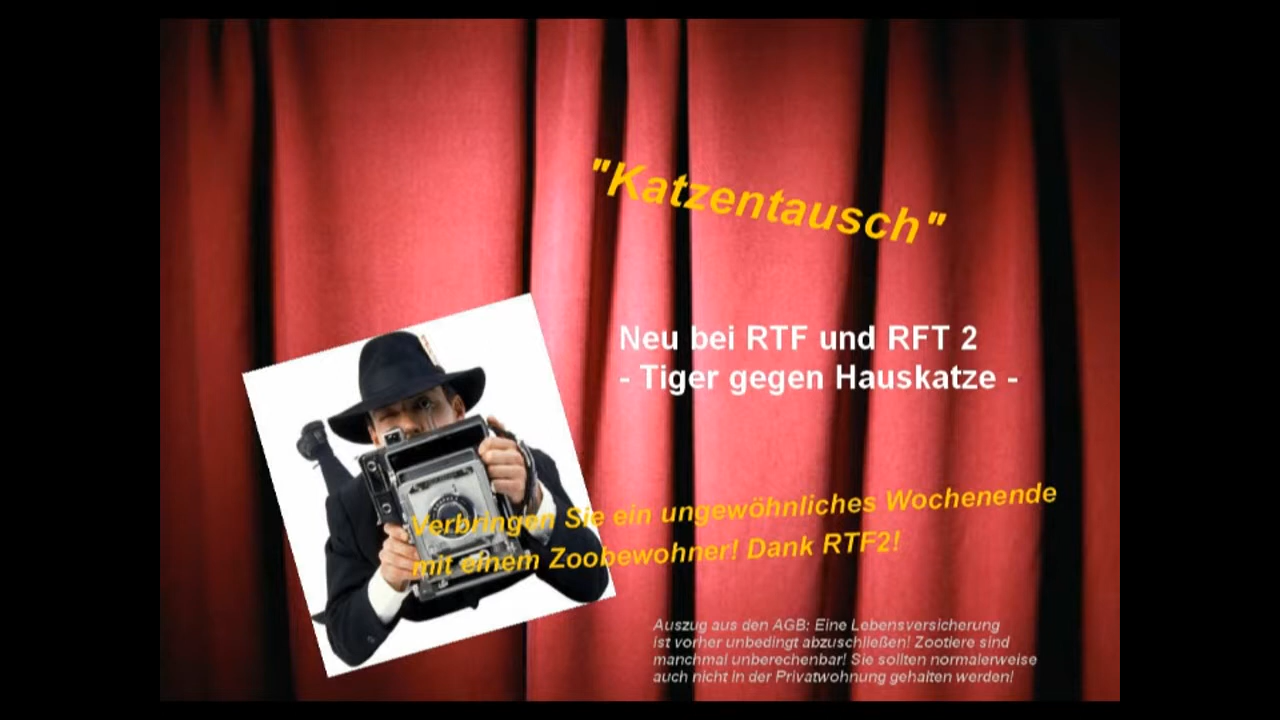 "Katzentausch"
Neu bei RTF und RFT 2
- Tiger gegen Hauskatze -
Verbringen Sie ein ungewöhnliches Wochenende
mit einem Zoobewohner! Dank RTF2!
Auszug aus den AGB: Eine Lebensversicherung
ist vorher unbedingt abzuschließen! Zootiere sind
manchmal unberechenbar! Sie sollten normalerweise
auch nicht in der Privatwohnung gehalten werden!